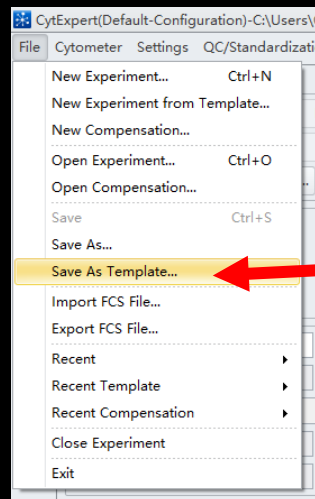 CytExpert(Default-Configuration)-C:\Users\
File Cytometer Settings QC/Standardizati
New Experiment... Ctrl+N
New Experiment from Template...
New Compensation...
Open Experiment... Ctrl+O
Open Compensation...
Save Ctrl+S
Save As...
Save As Template...
Import FCS File...
Export FCS File...
Recent
Recent Template
Recent Compensation
Close Experiment
Exit